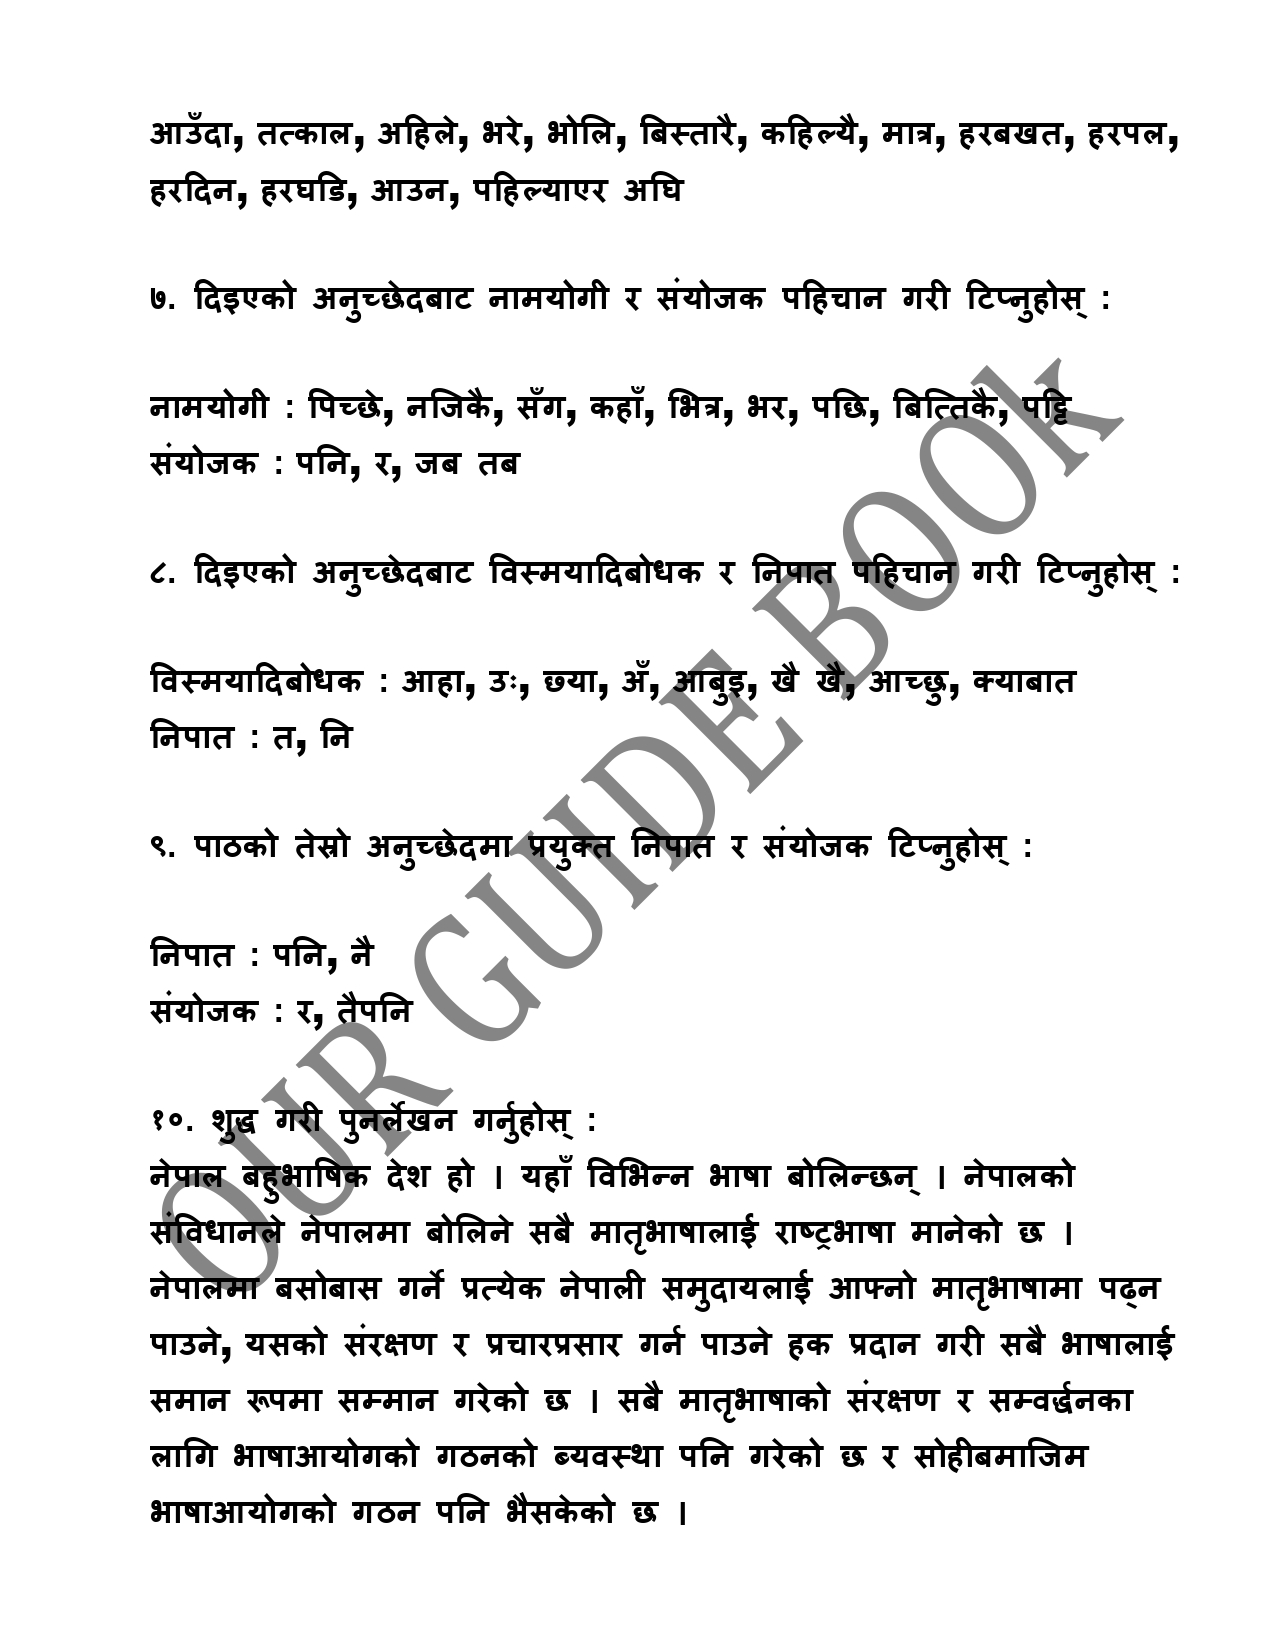 आउँदा, तत्काल, अहिले, भरे, भोलि, बिस्तारै, कहिल्यै, मात्र, हरबखत, हरपल,
हरदिन, हरघडि, आउन, पहिल्याएर अघि
७. दिइएको अनुच्छेदबाट नामयोगी र संयोजक पहिचान गरी टिप्नुहोस् :
नामयोगी : पिच्छे, नजिकै, सँग, कहाँ, भित्र, भर, पछि, बित्तिकै, पट्टि
संयोजक : पनि, र, जब तब
८. दिइएको अनुच्छेदबाट विस्मयादिबोधक र निपात पहिचान गरी टिप्नुहोस् :
विस्मयादिबोधक : आहा, उः, छ्या, अँ, आबुइ, खै खै, आच्छु, क्याबात
निपात : त, नि
९. पाठको तेस्रो अनुच्छेदमा प्रयुक्त निपात र संयोजक टिप्नुहोस् :
निपात : पनि, नै
संयोजक : र, तैपनि
१०. शुद्ध गरी पुनर्लेखन गर्नुहोस् :
नेपाल बहुभाषिक देश हो । यहाँ विभिन्न भाषा बोलिन्छन् । नेपालको
संविधानले नेपालमा बोलिने सबै मातृभाषालाई राष्ट्रभाषा मानेको छ ।
नेपालमा बसोबास गर्ने प्रत्येक नेपाली समुदायलाई आफ्नो मातृभाषामा पढ्न
पाउने, यसको संरक्षण र प्रचारप्रसार गर्न पाउने हक प्रदान गरी सबै भाषालाई
समान रूपमा सम्मान गरेको छ । सबै मातृभाषाको संरक्षण र सम्वर्द्धनका
लागि भाषाआयोगको गठनको ब्यवस्था पनि गरेको छ र सोहीबमाजिम
भाषाआयोगको गठन पनि भैसकेको छ ।
OUR GUIDE BOOk